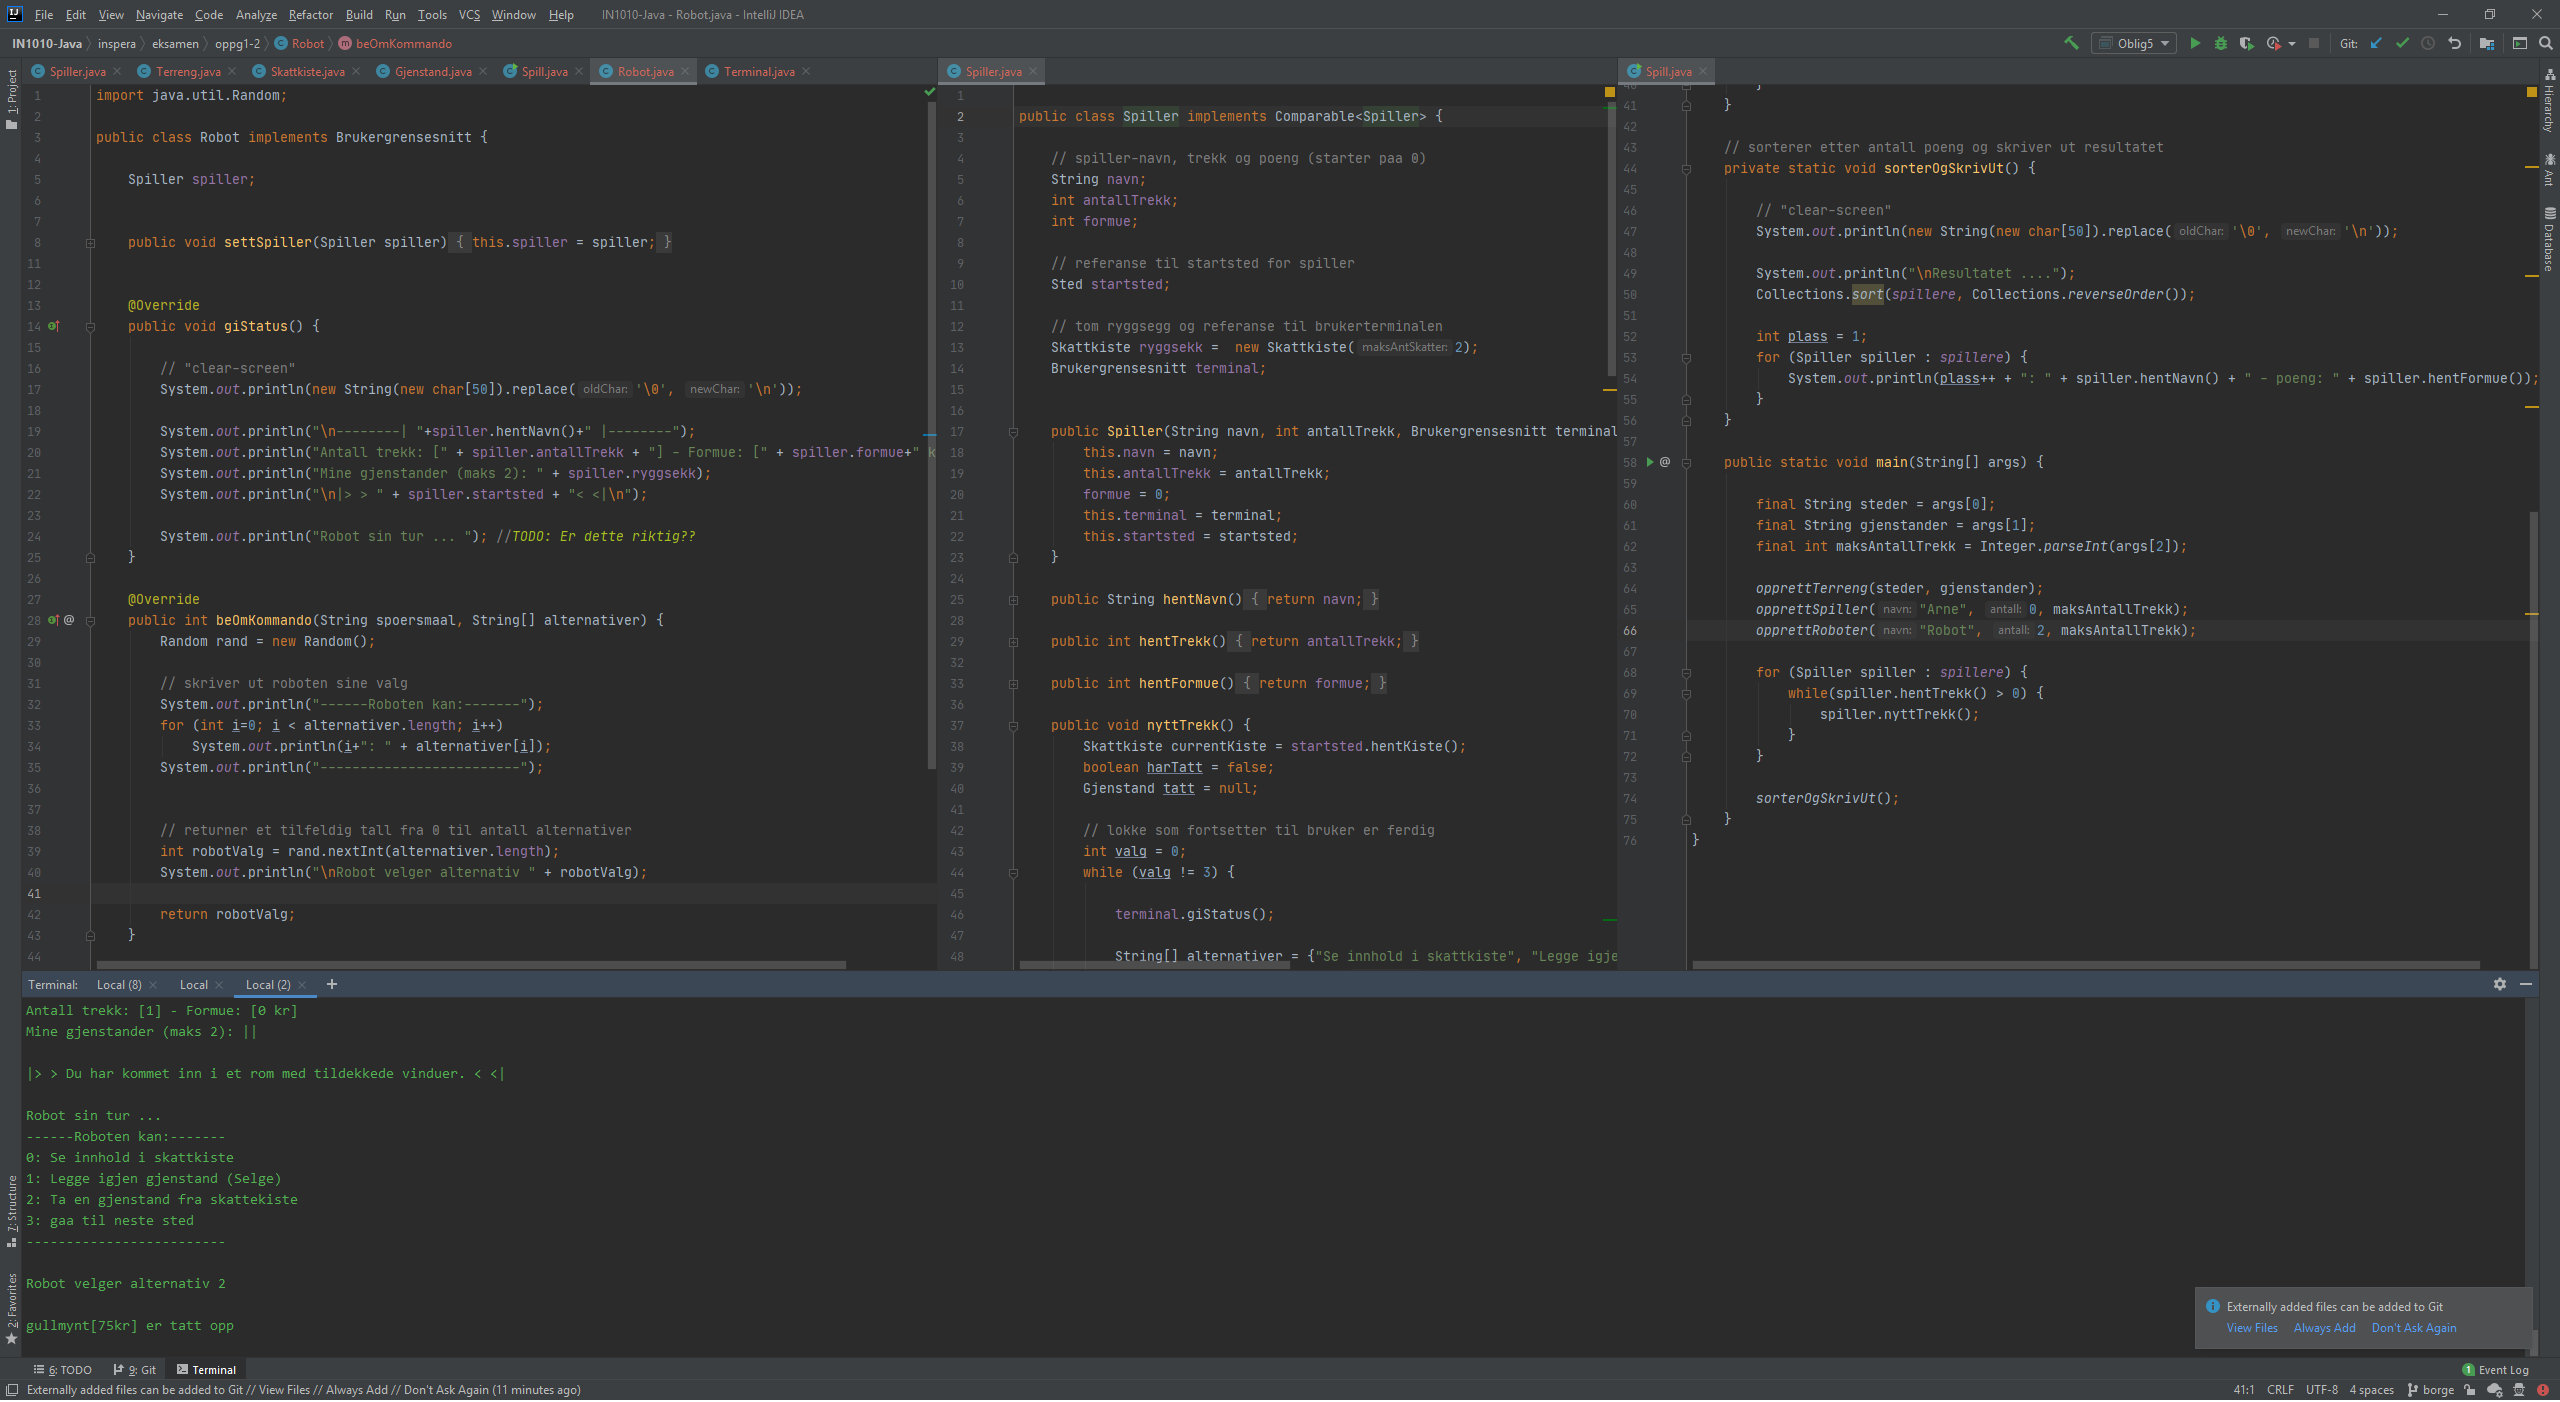 File Edit View Navigate Code Analyze Refactor Build Run Tools VCS Window Help IN1010-Java - Robot.java - IntelliJ IDEA
IN1010-Java inspera eksamen oppg1-2 Robot beOmKommando
Oblig5 Git:
Spiller.java Terreng.java Skattkiste.java Gjenstand.java Spill.java Robot.java Terminal.java
1 import java.util.Random;
2
3 public class Robot implements Brukergrensesnitt {
4
5 Spiller spiller;
6
7
8 public void settSpiller(Spiller spiller) { this.spiller = spiller; }
11
12
13 @Override
14 public void giStatus() {
15
16 // "clear-screen"
17 System.out.println(new String(new char[50]).replace( oldChar: '\0', newChar: '\n'));
18
19 System.out.println("\n--------| "+spiller.hentNavn()+" |--------");
20 System.out.println("Antall trekk: [" + spiller.antallTrekk + "] - Formue: [" + spiller.formue+" k
21 System.out.println("Mine gjenstander (maks 2): " + spiller.ryggsekk);
22 System.out.println("\n|> > " + spiller.startsted + "< <|\n");
23
24 System.out.println("Robot sin tur ... "); //TODO: Er dette riktig??
25 }
26
27 @Override
28 @ public int beOmKommando(String spoersmaal, String[] alternativer) {
29 Random rand = new Random();
30
31 // skriver ut roboten sine valg
32 System.out.println("------Roboten kan:-------");
33 for (int i=0; i < alternativer.length; i++)
34 System.out.println(i+": " + alternativer[i]);
35 System.out.println("-------------------------");
36
37
38 // returner et tilfeldig tall fra 0 til antall alternativer
39 int robotValg = rand.nextInt(alternativer.length);
40 System.out.println("\nRobot velger alternativ " + robotValg);
41
42 return robotValg;
43 }
44
Spiller.java
1
2 public class Spiller implements Comparable<Spiller> {
3
4 // spiller-navn, trekk og poeng (starter paa 0)
5 String navn;
6 int antallTrekk;
7 int formue;
8
9 // referanse til startsted for spiller
10 Sted startsted;
11
12 // tom ryggsegg og referanse til brukerterminalen
13 Skattkiste ryggsekk = new Skattkiste( maksAntSkatter: 2);
14 Brukergrensesnitt terminal;
15
16
17 public Spiller(String navn, int antallTrekk, Brukergrensesnitt terminal
18 this.navn = navn;
19 this.antallTrekk = antallTrekk;
20 formue = 0;
21 this.terminal = terminal;
22 this.startsted = startsted;
23 }
24
25 public String hentNavn() { return navn; }
28
29 public int hentTrekk() { return antallTrekk; }
32
33 public int hentFormue() { return formue; }
36
37 public void nyttTrekk() {
38 Skattkiste currentKiste = startsted.hentKiste();
39 boolean harTatt = false;
40 Gjenstand tatt = null;
41
42 // lokke som fortsetter til bruker er ferdig
43 int valg = 0;
44 while (valg != 3) {
45
46 terminal.giStatus();
47
48 String[] alternativer = {"Se innhold i skattkiste", "Legge igje
Spill.java
40 }
41 }
42
43 // sorterer etter antall poeng og skriver ut resultatet
44 private static void sorterOgSkrivUt() {
45
46 // "clear-screen"
47 System.out.println(new String(new char[50]).replace( oldChar: '\0', newChar: '\n'));
48
49 System.out.println("\nResultatet ....");
50 Collections.sort(spillere, Collections.reverseOrder());
51
52 int plass = 1;
53 for (Spiller spiller : spillere) {
54 System.out.println(plass++ + ": " + spiller.hentNavn() + " - poeng: " + spiller.hentFormue());
55 }
56 }
57
58 @ public static void main(String[] args) {
59
60 final String steder = args[0];
61 final String gjenstander = args[1];
62 final int maksAntallTrekk = Integer.parseInt(args[2]);
63
64 opprettTerreng(steder, gjenstander);
65 opprettSpiller( navn: "Arne", antall: 0, maksAntallTrekk);
66 opprettRoboter( navn: "Robot", antall: 2, maksAntallTrekk);
67
68 for (Spiller spiller : spillere) {
69 while(spiller.hentTrekk() > 0) {
70 spiller.nyttTrekk();
71 }
72 }
73
74 sorterOgSkrivUt();
75 }
76 }
1: Project
7: Structure
2: Favorites
Hierarchy
Ant
Database
Terminal: Local (8) Local Local (2) +
Antall trekk: [1] - Formue: [0 kr]
Mine gjenstander (maks 2): ||
|> > Du har kommet inn i et rom med tildekkede vinduer. < <|
Robot sin tur ...
------Roboten kan:-------
0: Se innhold i skattkiste
1: Legge igjen gjenstand (Selge)
2: Ta en gjenstand fra skattekiste
3: gaa til neste sted
-------------------------
Robot velger alternativ 2
gullmynt[75kr] er tatt opp
Externally added files can be added to Git
View Files Always Add Don't Ask Again
6: TODO 9: Git Terminal 1 Event Log
Externally added files can be added to Git // View Files // Always Add // Don't Ask Again (11 minutes ago) 41:1 CRLF UTF-8 4 spaces borge